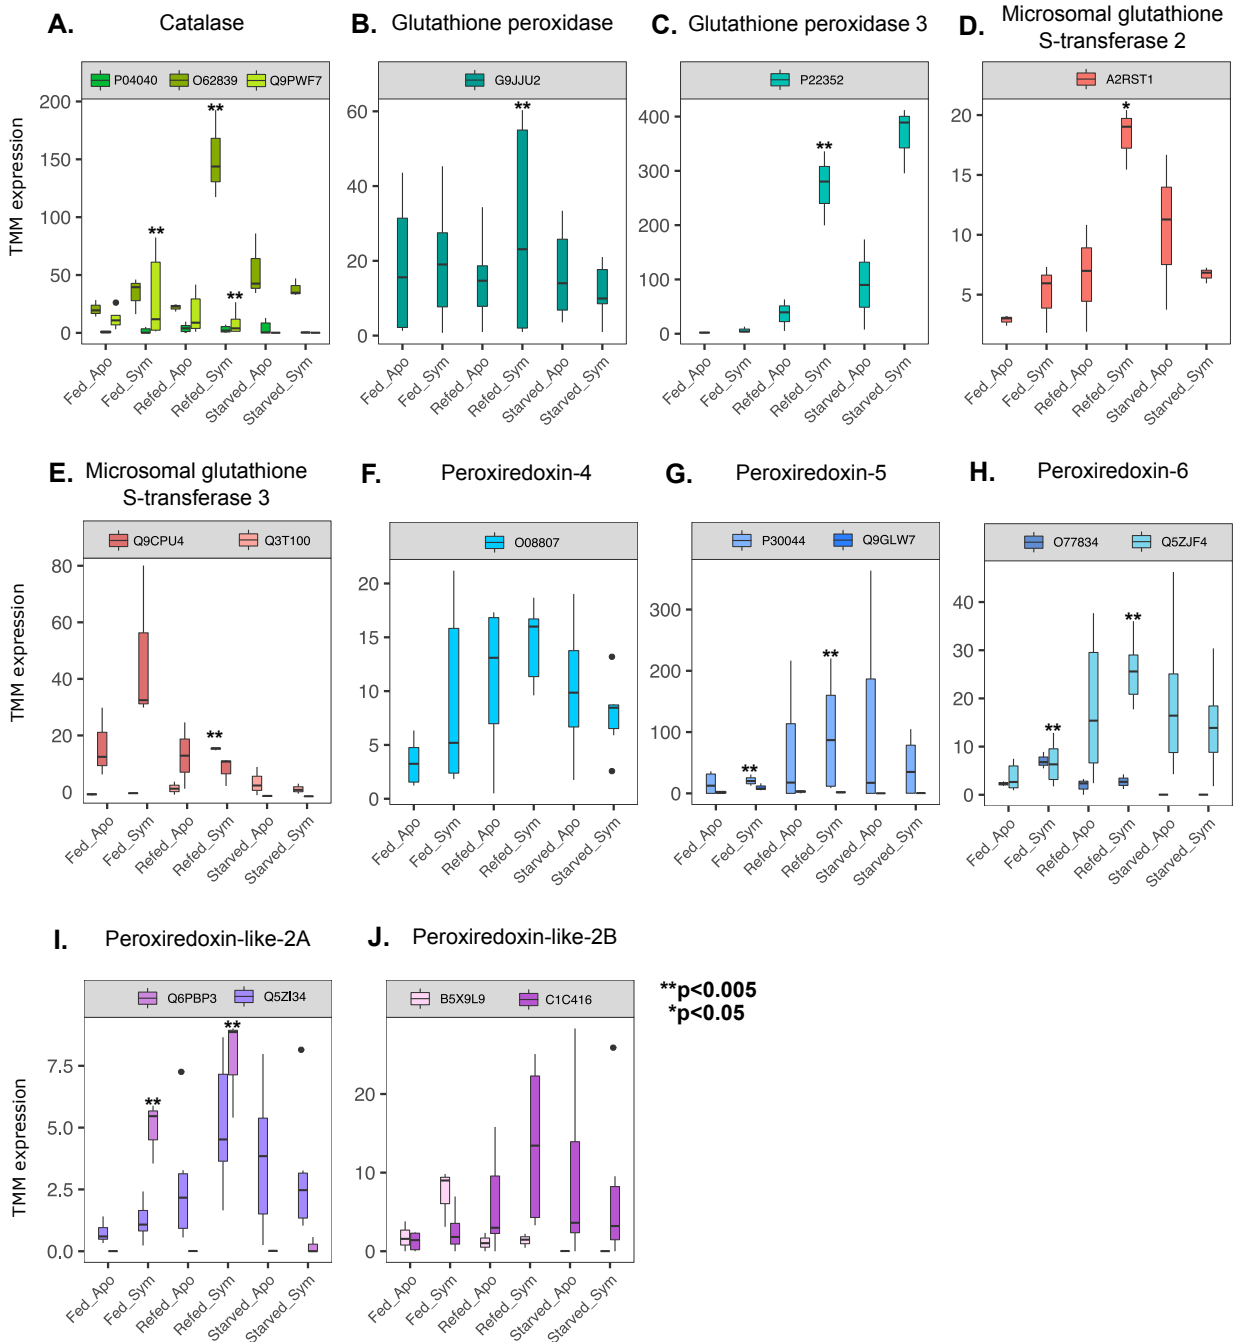 A. Catalase
B. Glutathione peroxidase
C. Glutathione peroxidase 3
D. Microsomal glutathione
S-transferase 2
P04040 O62839 Q9PWF7
G9JJU2
P22352
A2RST1
TMM expression
200
150
100
50
0
** ** **
Fed_Apo
Fed_Sym
Refed_Apo
Refed_Sym
Starved_Apo
Starved_Sym
60
40
20
0
**
Fed_Apo
Fed_Sym
Refed_Apo
Refed_Sym
Starved_Apo
Starved_Sym
400
300
200
100
0
**
Fed_Apo
Fed_Sym
Refed_Apo
Refed_Sym
Starved_Apo
Starved_Sym
20
15
10
5
*
Fed_Apo
Fed_Sym
Refed_Apo
Refed_Sym
Starved_Apo
Starved_Sym
E. Microsomal glutathione
S-transferase 3
F. Peroxiredoxin-4
G. Peroxiredoxin-5
H. Peroxiredoxin-6
Q9CPU4 Q3T100
O08807
P30044 Q9GLW7
O77834 Q5ZJF4
TMM expression
80
60
40
20
0
**
Fed_Apo
Fed_Sym
Refed_Apo
Refed_Sym
Starved_Apo
Starved_Sym
20
15
10
5
0
Fed_Apo
Fed_Sym
Refed_Apo
Refed_Sym
Starved_Apo
Starved_Sym
300
200
100
0
** **
Fed_Apo
Fed_Sym
Refed_Apo
Refed_Sym
Starved_Apo
Starved_Sym
40
30
20
10
0
** **
Fed_Apo
Fed_Sym
Refed_Apo
Refed_Sym
Starved_Apo
Starved_Sym
I. Peroxiredoxin-like-2A
J. Peroxiredoxin-like-2B
Q6PBP3 Q5ZI34
B5X9L9 C1C416
**p<0.005
*p<0.05
TMM expression
7.5
5.0
2.5
0.0
** **
Fed_Apo
Fed_Sym
Refed_Apo
Refed_Sym
Starved_Apo
Starved_Sym
20
10
0
Fed_Apo
Fed_Sym
Refed_Apo
Refed_Sym
Starved_Apo
Starved_Sym